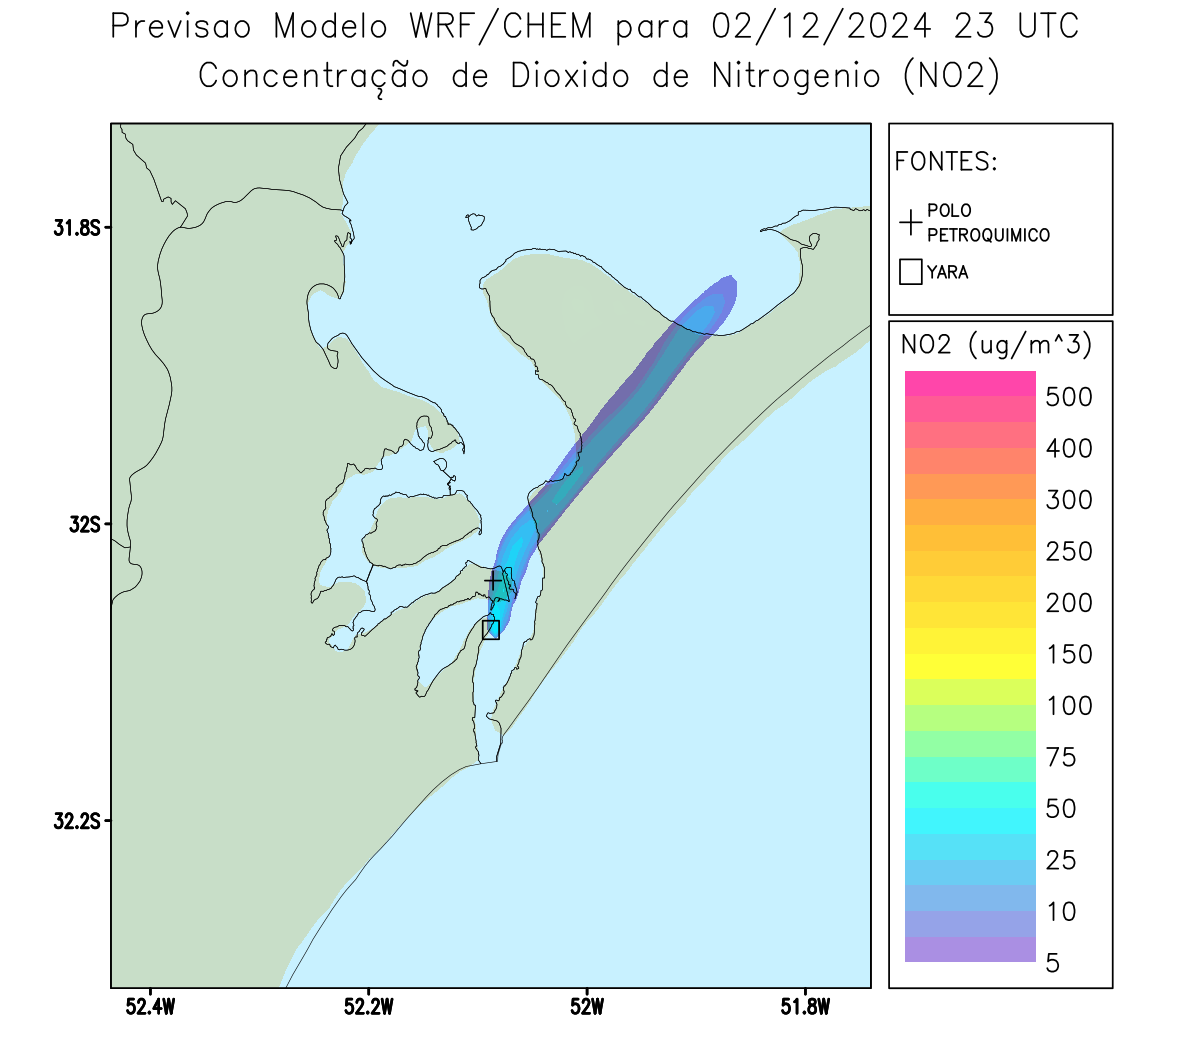 Previsao Modelo WRF/CHEM para 02/12/2024 23 UTC
Concentração de Dioxido de Nitrogenio (NO2)
FONTES:
POLO
PETROQUIMICO
YARA
NO2 (ug/m^3)
500
400
300
250
200
150
100
75
50
25
10
5
31.8S
32S
32.2S
52.4W
52.2W
52W
51.8W